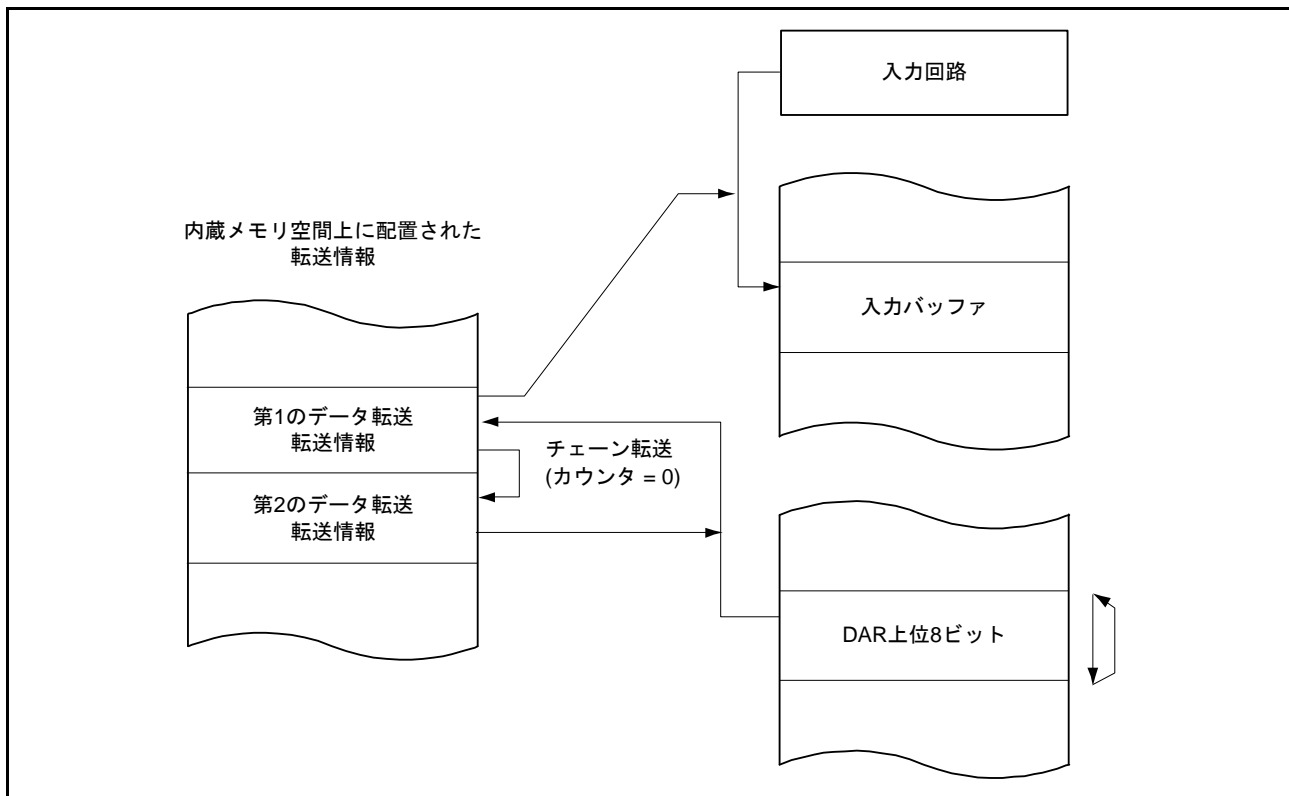 入力回路
内蔵メモリ空間上に配置された
転送情報
入力バッファ
第1のデータ転送
転送情報
チェーン転送
(カウンタ = 0)
第2のデータ転送
転送情報
DAR上位8ビット